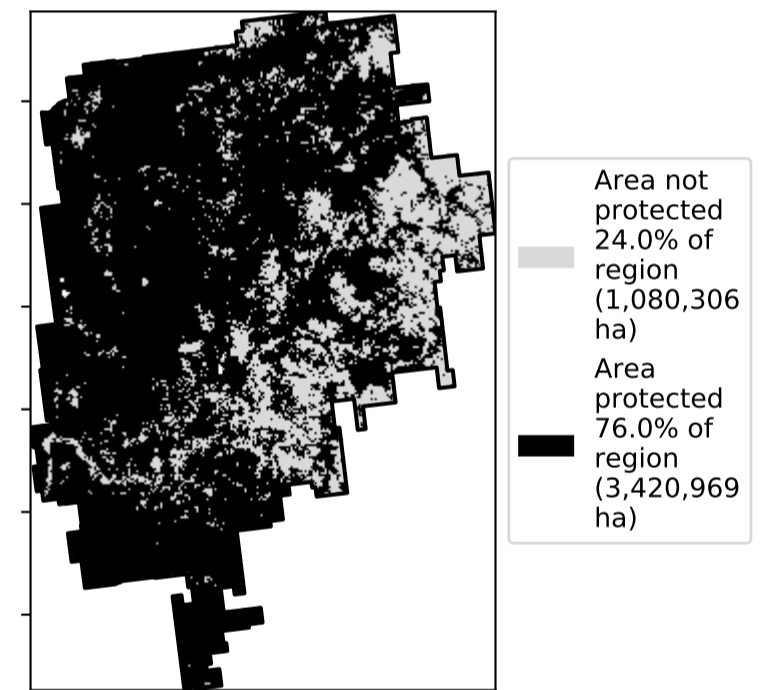 Area not
protected
24.0% of
region
(1,080,306
ha)
Area
protected
76.0% of
region
(3,420,969
ha)